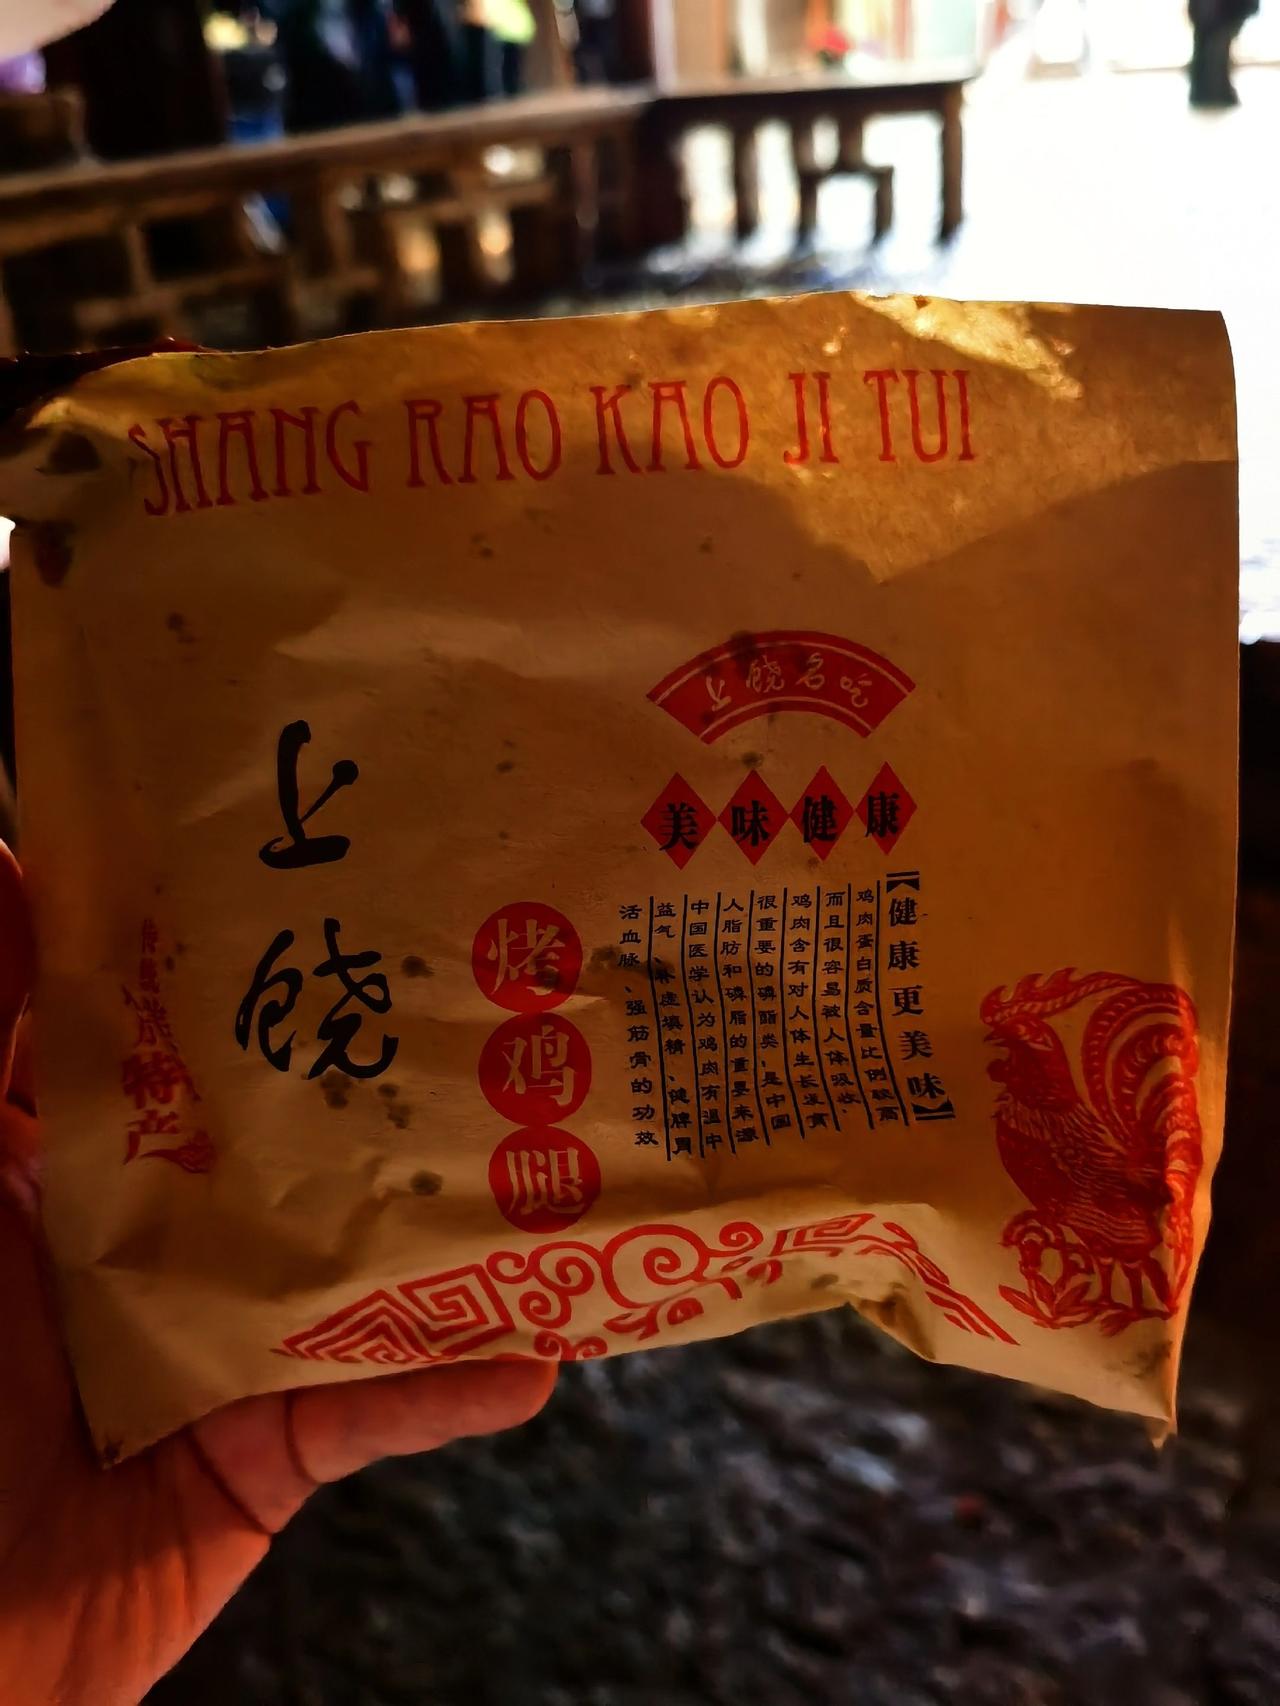 SHANG RAO KAO JI TUI
上饶名吃
美味健康
上饶
烤鸡腿
【健康更美味】
鸡肉蛋白质含量比例较高
而且很容易被人体吸收、
鸡肉含有对人体生长发育
很重要的磷酯类、是中国
人脂肪和磷脂的重要来源
中国医学认为鸡肉有温中
益气、补虚填精、健脾胃
活血脉、强筋骨的功效
特产